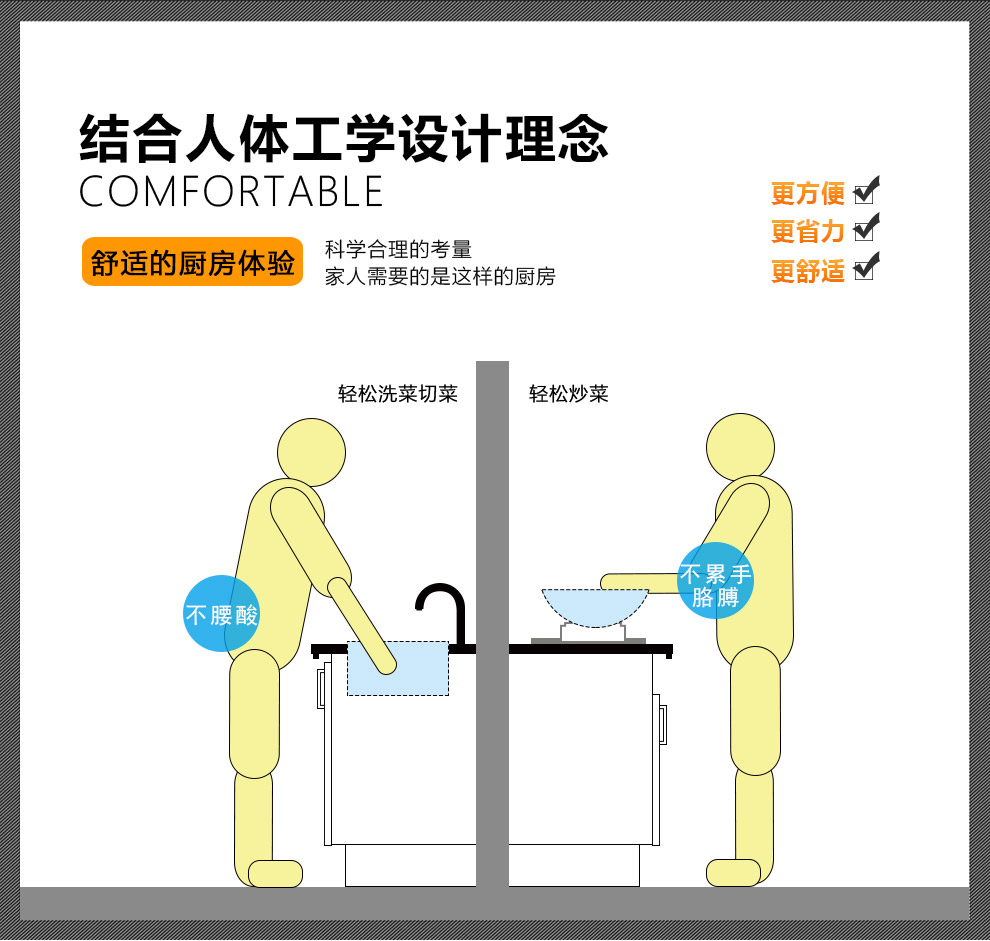 结合人体工学设计理念
COMFORTABLE
舒适的厨房体验
科学合理的考量
家人需要的是这样的厨房
更方便
更省力
更舒适
轻松洗菜切菜
轻松炒菜
不腰酸
不累手
胳膊